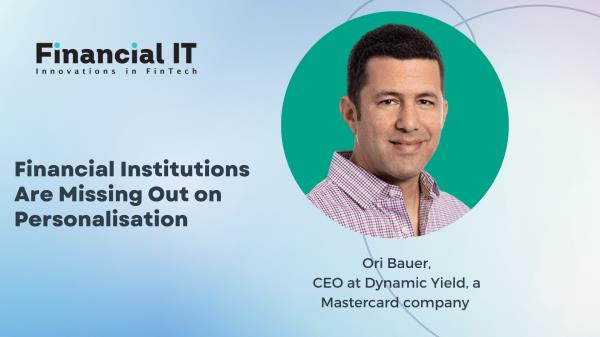 Financial IT
Innovations in FinTech
Financial Institutions
Are Missing Out on
Personalisation
Ori Bauer,
CEO at Dynamic Yield, a
Mastercard company